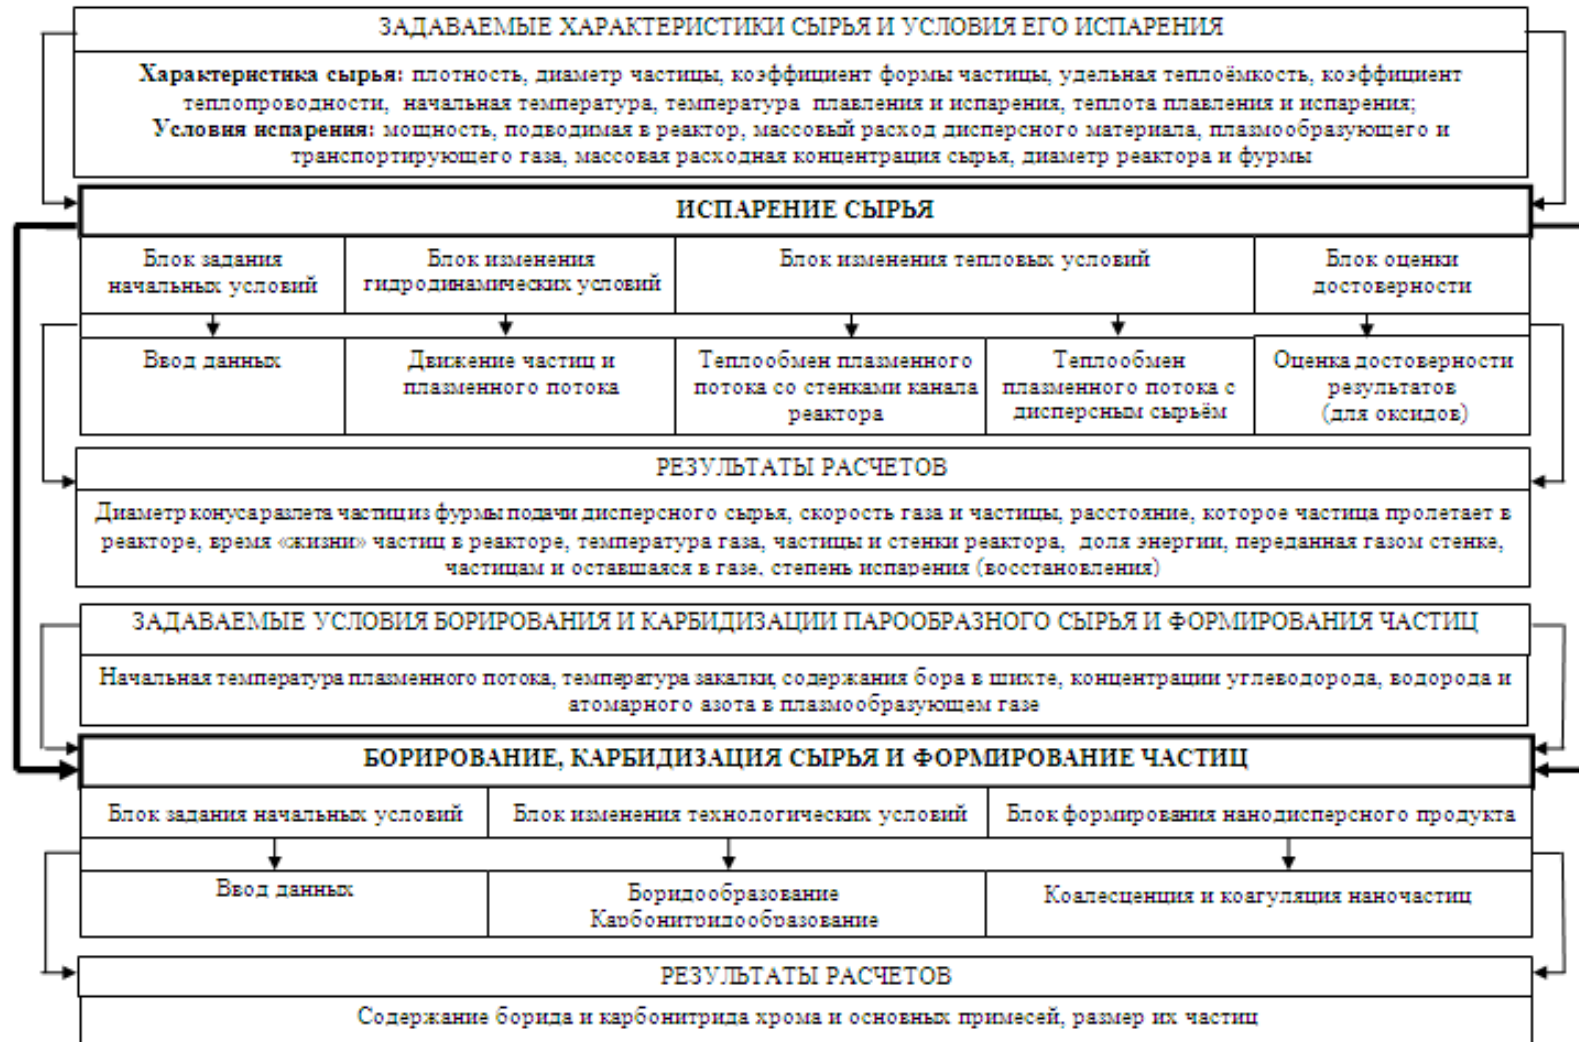 ЗАДАВАЕМЫЕ ХАРАКТЕРИСТИКИ СЫРЬЯ И УСЛОВИЯ ЕГО ИСПАРЕНИЯ
Характеристика сырья: плотность, диаметр частицы, коэффициент формы частицы, удельная теплоёмкость, коэффициент
теплопроводности, начальная температура, температура плавления и испарения, теплота плавления и испарения;
Условия испарения: мощность, подводимая в реактор, массовый расход дисперсного материала, плазмообразующего и
транспортирующего газа, массовая расходная концентрация сырья, диаметр реактора и фурмы
ИСПАРЕНИЕ СЫРЬЯ
Блок задания
начальных условий
Блок изменения
гидродинамических условий
Блок изменения тепловых условий
Блок оценки
достоверности
Ввод данных
Движение частиц и
плазменного потока
Теплообмен плазменного
потока со стенками канала
реактора
Теплообмен
плазменного потока с
дисперсным сырьём
Оценка достоверности
результатов
(для оксидов)
РЕЗУЛЬТАТЫ РАСЧЕТОВ
Диаметр конуса разлета частиц из фурмы подачи дисперсного сырья, скорость газа и частицы, расстояние, которое частица пролетает в
реакторе, время «жизни» частиц в реакторе, температура газа, частицы и стенки реактора, доля энергии, переданная газом стенке,
частицам и оставшаяся в газе, степень испарения (восстановления)
ЗАДАВАЕМЫЕ УСЛОВИЯ БОРИРОВАНИЯ И КАРБИДИЗАЦИИ ПАРООБРАЗНОГО СЫРЬЯ И ФОРМИРОВАНИЯ ЧАСТИЦ
Начальная температура плазменного потока, температура закалки, содержания бора в шихте, концентрации углеводорода, водорода и
атомарного азота в плазмообразующем газе
БОРИРОВАНИЕ, КАРБИДИЗАЦИЯ СЫРЬЯ И ФОРМИРОВАНИЕ ЧАСТИЦ
Блок задания начальных условий
Блок изменения технологических условий
Блок формирования нанодисперсного продукта
Ввод данных
Боридообразование
Карбонитридообразование
Коалесценция и коагуляция наночастиц
РЕЗУЛЬТАТЫ РАСЧЕТОВ
Содержание борида и карбонитрида хрома и основных примесей, размер их частиц